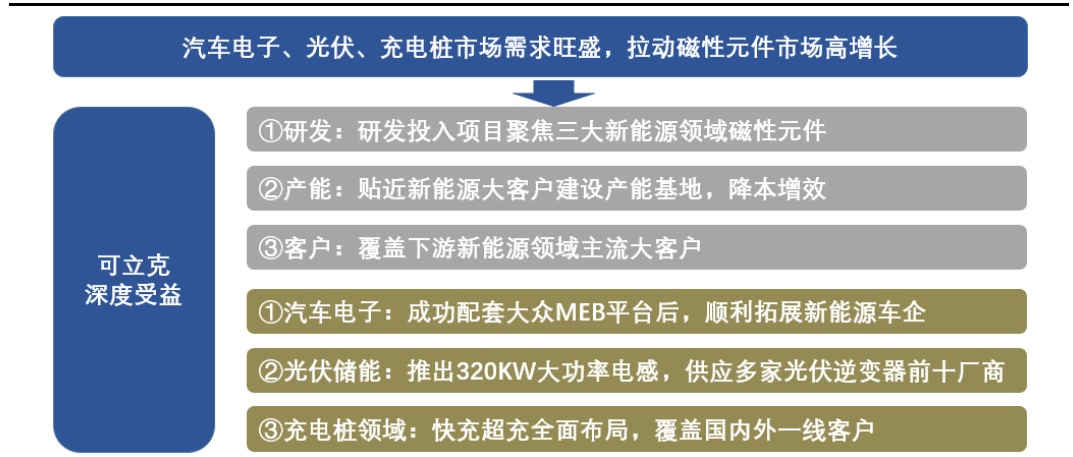 汽车电子、光伏、充电桩市场需求旺盛，拉动磁性元件市场高增长
可立克
深度受益
①研发：研发投入项目聚焦三大新能源领域磁性元件
②产能：贴近新能源大客户建设产能基地，降本增效
③客户：覆盖下游新能源领域主流大客户
①汽车电子：成功配套大众MEB平台后，顺利拓展新能源车企
②光伏储能：推出320KW大功率电感，供应多家光伏逆变器前十厂商
③充电桩领域：快充超充全面布局，覆盖国内外一线客户